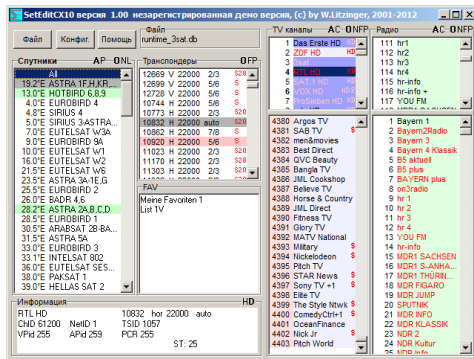 SetEditCX10 версия 1.00 незарегистрированная демо версия, (c) by W.Litzinger, 2001-2012
Файл
Конфиг.
Помощь
Файл
runtime_3sat.db
Спутники AP ONL
All
19.2°E ASTRA 1F,H,KR,...
13.0°E HOTBIRD 6,8,9
4.0°E EUROBIRD 4
4.8°E SIRIUS 4
5.0°E SIRIUS 3-ASTRA...
7.0°E EUTELSAT W3A
9.0°E EUROBIRD 9A
10.0°E EUTELSAT W1
16.0°E EUTELSAT W2
21.5°E EUTELSAT W6
23.5°E ASTRA 3A-1E,G
25.5°E EUROBIRD 2
26.0°E BADR 4,6
28.2°E ASTRA 2A,B,C,D
28.5°E EUROBIRD 1
30.5°E ARABSAT 2B-BA...
31.5°E ASTRA 5A
33.0°E EUROBIRD 3
33.1°E INTELSAT 802
36.0°E EUTELSAT SES...
38.0°E PAKSAT 1
39.0°E HELLAS SAT 2
Транспондеры OFP
12669 V 22000 2/3 S20
12699 V 22000 5/6 S
12728 V 22000 5/6 S
10744 H 22000 5/6 S
10773 H 22000 2/3 S20
10832 H 22000 auto S20
10862 H 22000 7/8 S
10920 H 22000 5/6 S
11023 H 22000 2/3 S20
11170 H 22000 2/3 S20
11303 H 22000 2/3 S20
FAV
Meine Favoriten 1
List 1V
Информация HD
RTL HD 10832 hor 22000 auto
CHD 61200 NetID 1 TSID 1057
VPid 255 APid 259 PCR 255
ST: 25
TV каналы AC ONFP
1 Das Erste HD
2 ZDF HD
3 3sat
4 RTL HD
5 SAT 1 HD
6 VOX HD
7 ProSieben HD
4380 Argos TV
4381 SAB TV $
4382 men&movies
4383 Best Direct
4384 QVC Beauty
4385 Bangla TV
4386 JML Cookshop
4387 Believe TV
4388 Horse & Country
4389 JML Direct
4390 Fitness TV
4391 Glory TV
4392 MATV National
4393 Military $
4394 Nickelodeon $
4395 Pitch TV
4396 STAR News $
4397 Sony TV +1 $
4398 Elite TV
4399 The Style Ntwk $
4400 ComedyCtrl+1 $
4401 OceanFinance
4402 Nick Jr $
4403 Pitch World
Радио AC ONFP
111 hr1
112 hr2
113 hr3
114 hr4
115 hr-info
116 hr-info +
117 YOU FM
1 Bayern 1
2 Bayern2Radio
3 Bayern 3
4 Bayern 4 Klassik
5 B5 aktuell
6 B5 plus
7 BAYERN plus
8 on3radio
9 hr 1
10 hr 2
11 hr 3
12 hr 4
13 YOU FM
14 hr-info
15 MDR1 SACHSEN
16 MDR1 S-ANHA...
17 MDR1 THÜRIN...
18 MDR FIGARO
19 MDR JUMP
20 SPUTNIK
21 MDR INFO
22 MDR KLASSIK
23 NDR 2
24 NDR Kultur
25 NDR Info